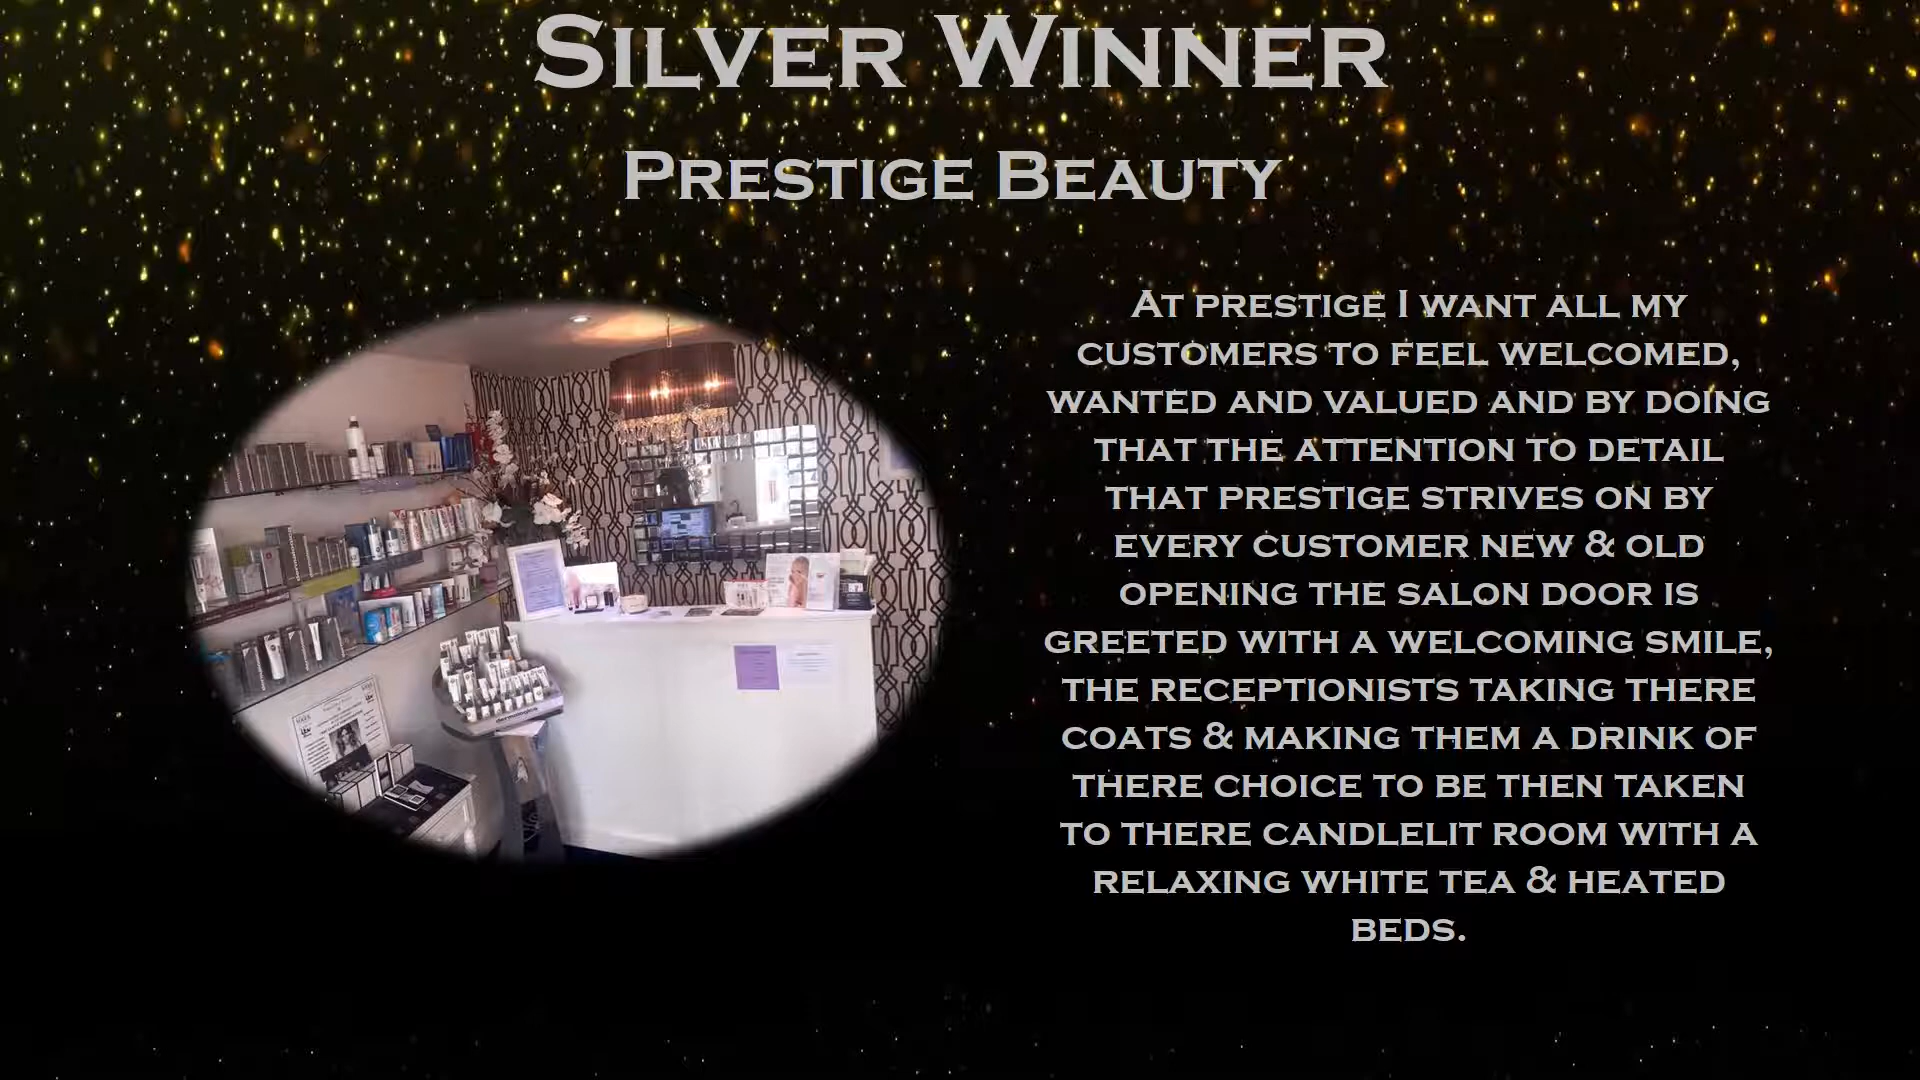 Silver Winner
Prestige Beauty
At prestige I want all my
customers to feel welcomed,
wanted and valued and by doing
that the attention to detail
that prestige strives on by
every customer new & old
opening the salon door is
greeted with a welcoming smile,
the receptionists taking there
coats & making them a drink of
there choice to be then taken
to there candlelit room with a
relaxing white tea & heated
beds.
dermalogica